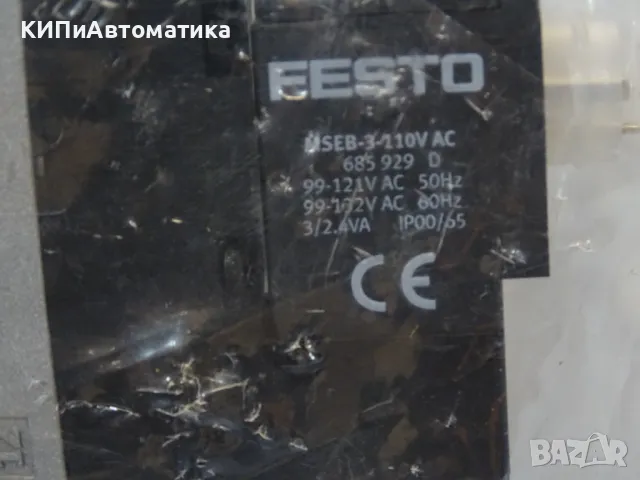 КИПиАвтоматика
FESTO
MSEB-3-110V AC
685 929 D
99-121V AC 50Hz
99-132V AC 60Hz
3/2.4VA IP00/65
CE
12
BAZAR